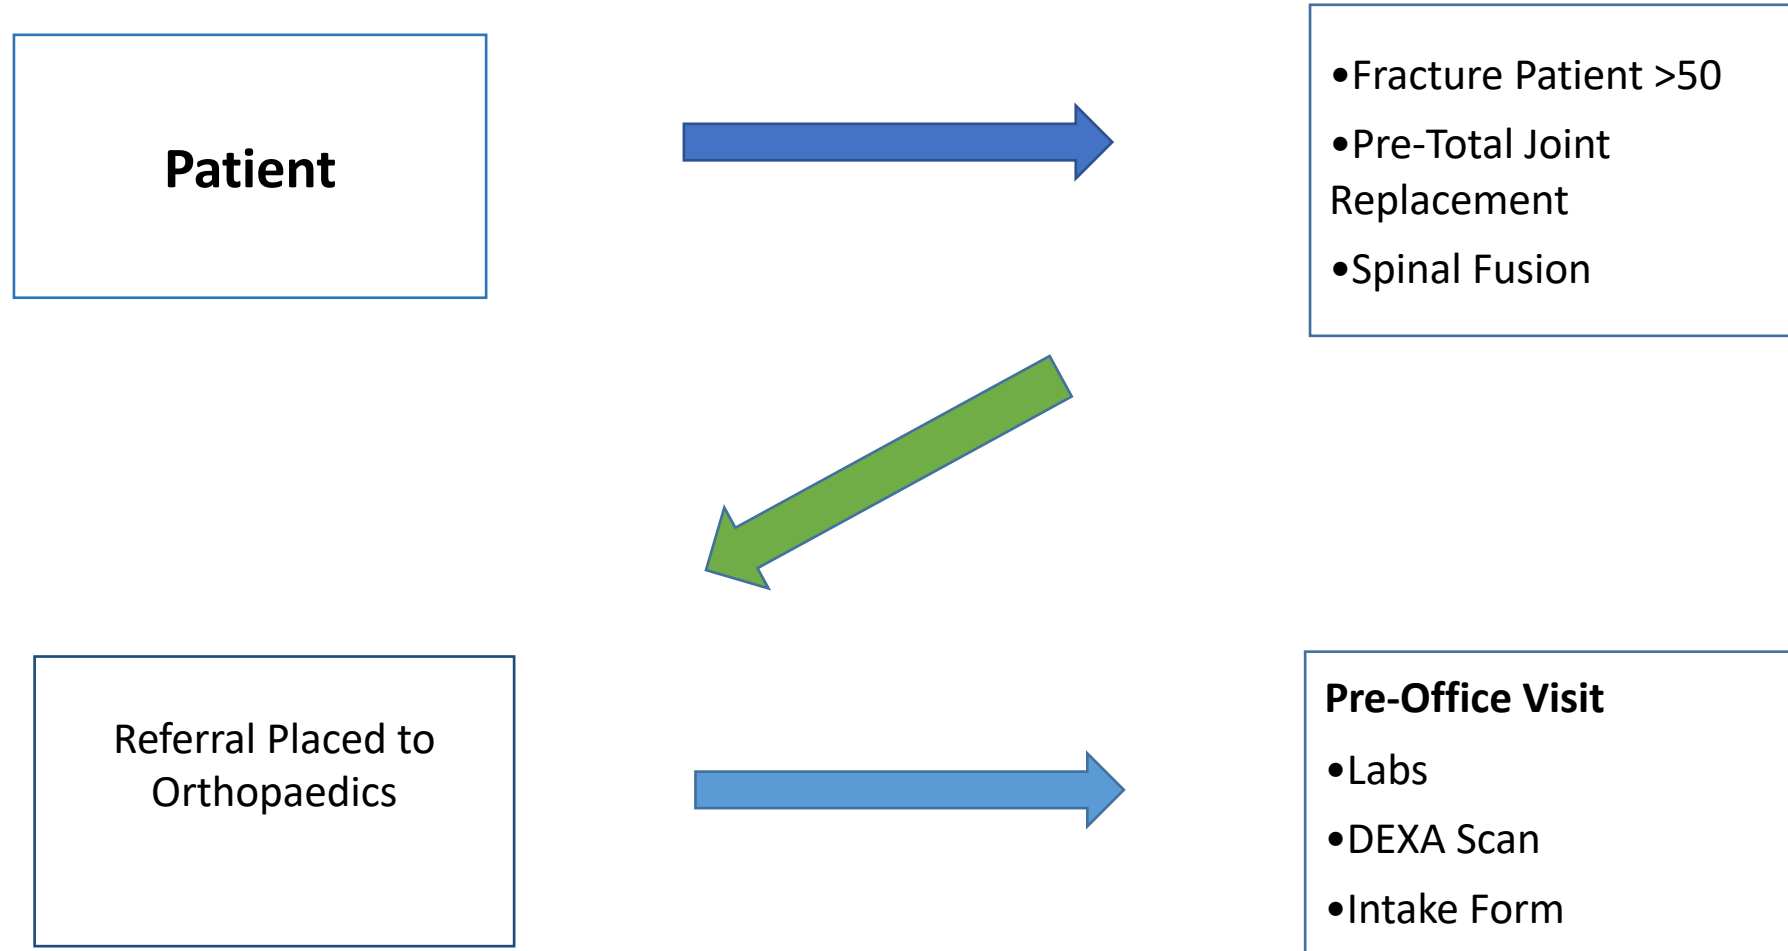 Patient
•Fracture Patient >50
•Pre-Total Joint
Replacement
•Spinal Fusion
Referral Placed to
Orthopaedics
Pre-Office Visit
•Labs
•DEXA Scan
•Intake Form